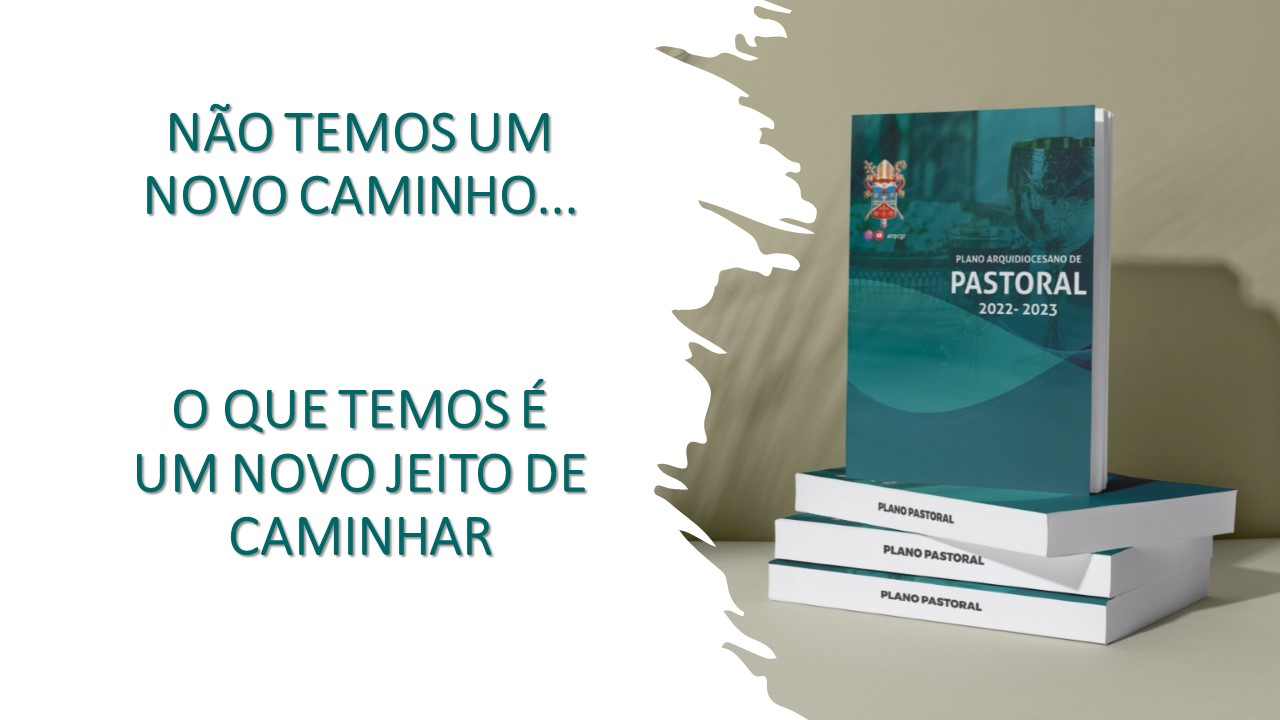 NÃO TEMOS UM
NOVO CAMINHO...
O QUE TEMOS É
UM NOVO JEITO DE
CAMINHAR
arqcgr
PLANO ARQUIDIOCESANO DE
PASTORAL
2022- 2023
PLANO PASTORAL
PLANO PASTORAL
PLANO PASTORAL